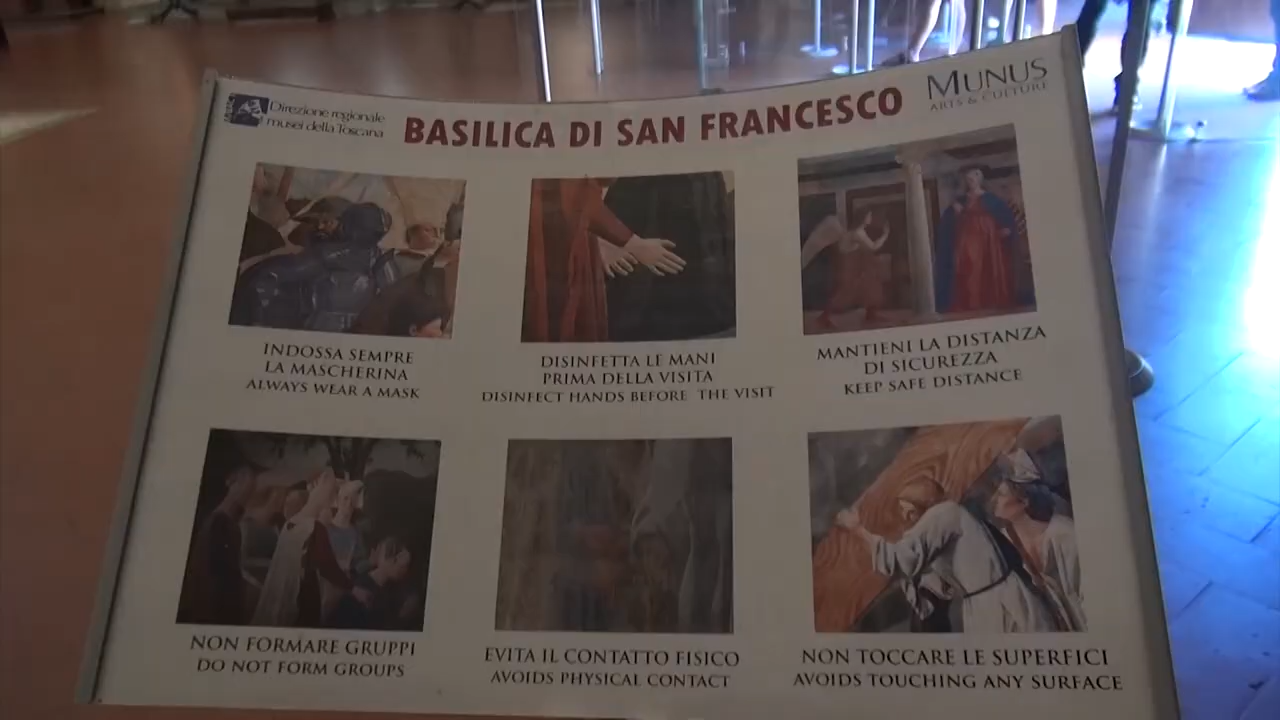 Direzione regionale
musei della Toscana
BASILICA DI SAN FRANCESCO
MUNUS
ARTS & CULTURE
INDOSSA SEMPRE
LA MASCHERINA
ALWAYS WEAR A MASK
DISINFETTA LE MANI
PRIMA DELLA VISITA
DISINFECT HANDS BEFORE THE VISIT
MANTIENI LA DISTANZA
DI SICUREZZA
KEEP SAFE DISTANCE
NON FORMARE GRUPPI
DO NOT FORM GROUPS
EVITA IL CONTATTO FISICO
AVOIDS PHYSICAL CONTACT
NON TOCCARE LE SUPERFICI
AVOIDS TOUCHING ANY SURFACE